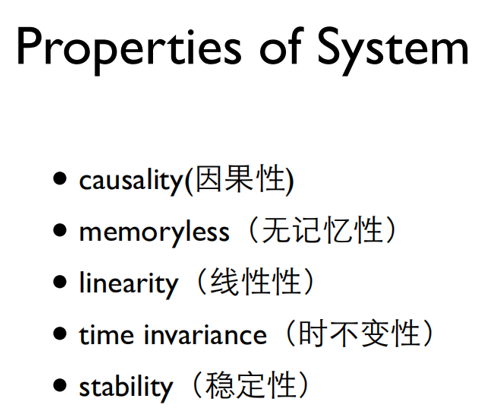 Properties of System
• causality(因果性)
• memoryless（无记忆性）
• linearity（线性性）
• time invariance（时不变性）
• stability（稳定性）